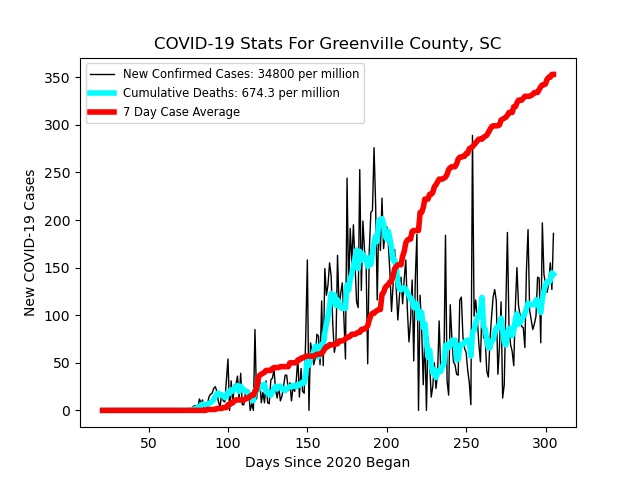 COVID-19 Stats For Greenville County, SC
New Confirmed Cases: 34800 per million
Cumulative Deaths: 674.3 per million
7 Day Case Average
350
300
250
200
150
100
50
0
New COVID-19 Cases
50 100 150 200 250 300
Days Since 2020 Began